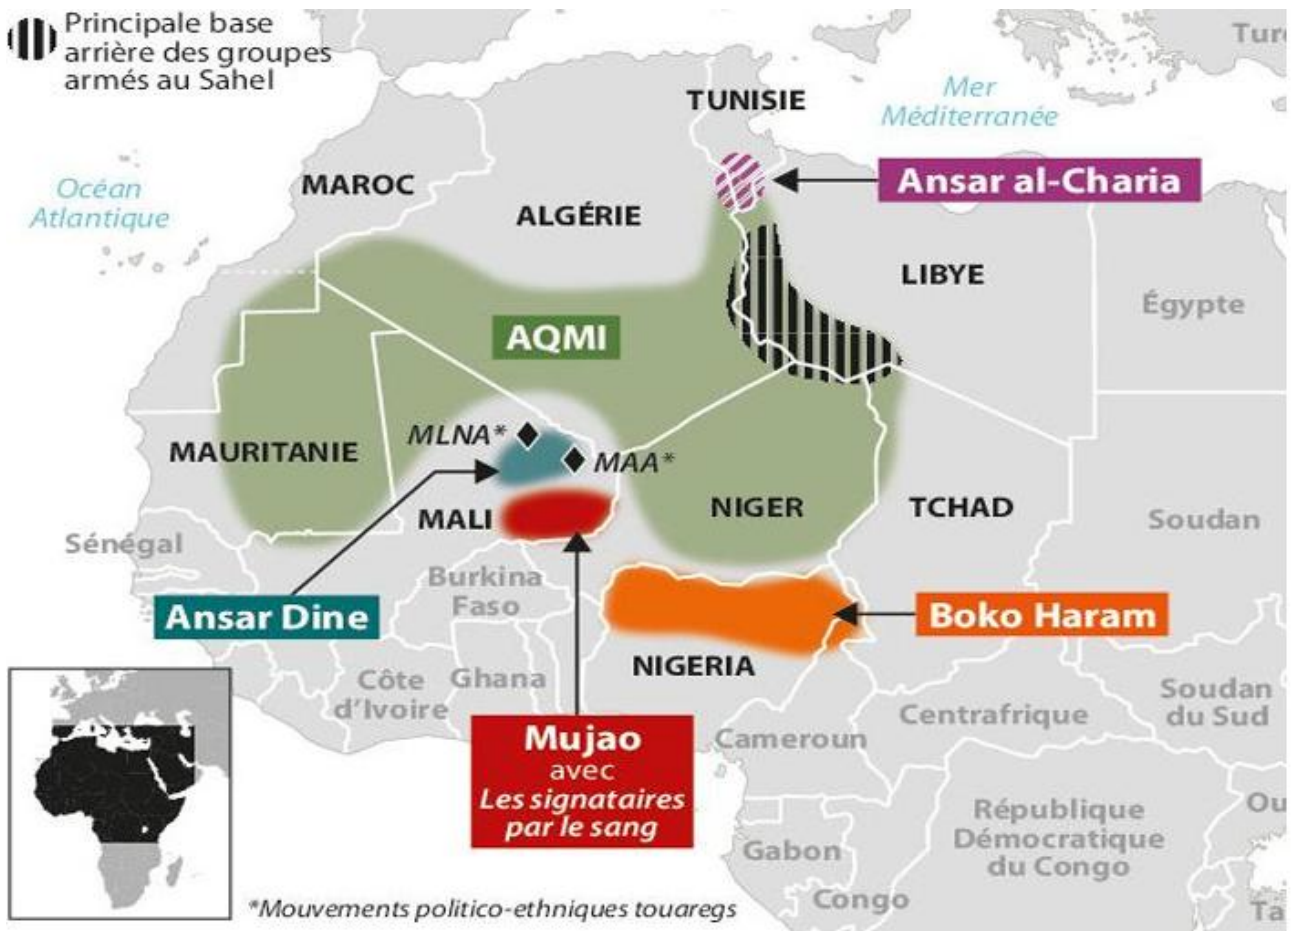 Principale base
arrière des groupes
armés au Sahel
Ture
TUNISIE
Mer
Méditerranée
Océan
Atlantique
MAROC
Ansar al-Charia
ALGÉRIE
LIBYE
Égypte
AQMI
MLNA*
MAURITANIE
MAA*
MALI
NIGER
TCHAD
Soudan
Sénégal
Burkina
Faso
Ansar Dine
Boko Haram
NIGERIA
Côte
d'Ivoire
Ghana
Soudan
du Sud
Centrafrique
Mujao
avec
Les signataires
par le sang
Cameroun
République
Démocratique
du Congo
Ou
Gabon
Congo
Ta
*Mouvements politico-ethniques touaregs